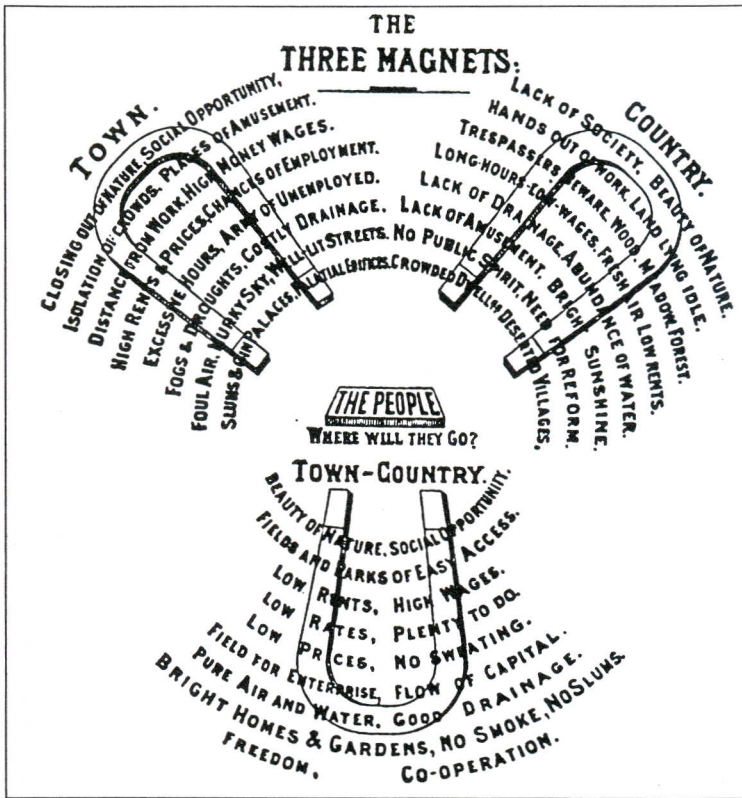 THE
THREE MAGNETS:
TOWN.
CLOSING OUT OF NATURE. SOCIAL OPPORTUNITY,
ISOLATION OF CROWDS. PLACES OF AMUSEMENT.
DISTANCE FROM WORK. HIGH MONEY WAGES.
HIGH RENTS & PRICES. CHANCES OF EMPLOYMENT.
EXCESSIVE HOURS, ARMY OF UNEMPLOYED.
FOGS & DROUGHTS. COSTLY DRAINAGE.
FOUL AIR. MURKY SKY, WELL-LIT STREETS.
SLUMS & GIN PALACES. PALATIAL EDIFICES.
COUNTRY.
LACK OF SOCIETY. BEAUTY OF NATURE.
HANDS OUT OF WORK, LAND LYING IDLE.
TRESPASSERS BEWARE. WOOD, MEADOW, FOREST.
LONG-HOURS-LOW-WAGES. FRESH AIR LOW RENTS.
LACK OF DRAINAGE. ABUNDANCE OF WATER.
LACK OF AMUSEMENT. BRIGHT SUNSHINE.
NO PUBLIC SPIRIT. NEED FOR REFORM.
CROWDED DWELLGS DESERTED VILLAGES,
THE PEOPLE
WHERE WILL THEY GO?
TOWN-COUNTRY.
BEAUTY OF NATURE. SOCIAL OPPORTUNITY.
FIELDS AND PARKS OF EASY ACCESS.
LOW RENTS, HIGH WAGES.
LOW RATES, PLENTY TO DO.
LOW PRICES, NO SWEATING.
FIELD FOR ENTERPRISE, FLOW OF CAPITAL.
PURE AIR AND WATER. GOOD DRAINAGE.
BRIGHT HOMES & GARDENS, NO SMOKE, NO SLUMS.
FREEDOM. CO-OPERATION.